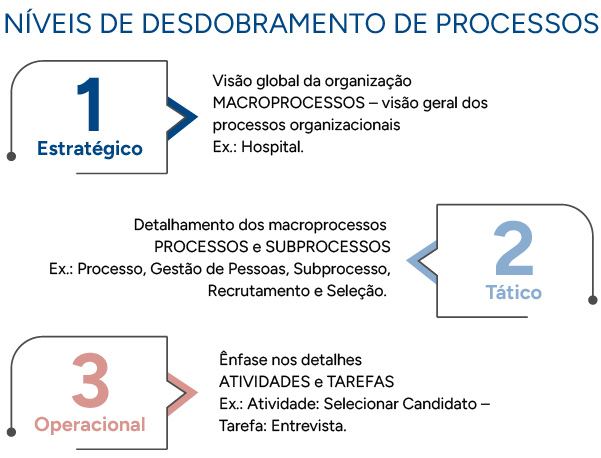 NÍVEIS DE DESDOBRAMENTO DE PROCESSOS
1
Estratégico
Visão global da organização
MACROPROCESSOS – visão geral dos
processos organizacionais
Ex.: Hospital.
Detalhamento dos macroprocessos
PROCESSOS e SUBPROCESSOS
Ex.: Processo, Gestão de Pessoas, Subprocesso,
Recrutamento e Seleção.
2
Tático
3
Operacional
Ênfase nos detalhes
ATIVIDADES e TAREFAS
Ex.: Atividade: Selecionar Candidato –
Tarefa: Entrevista.